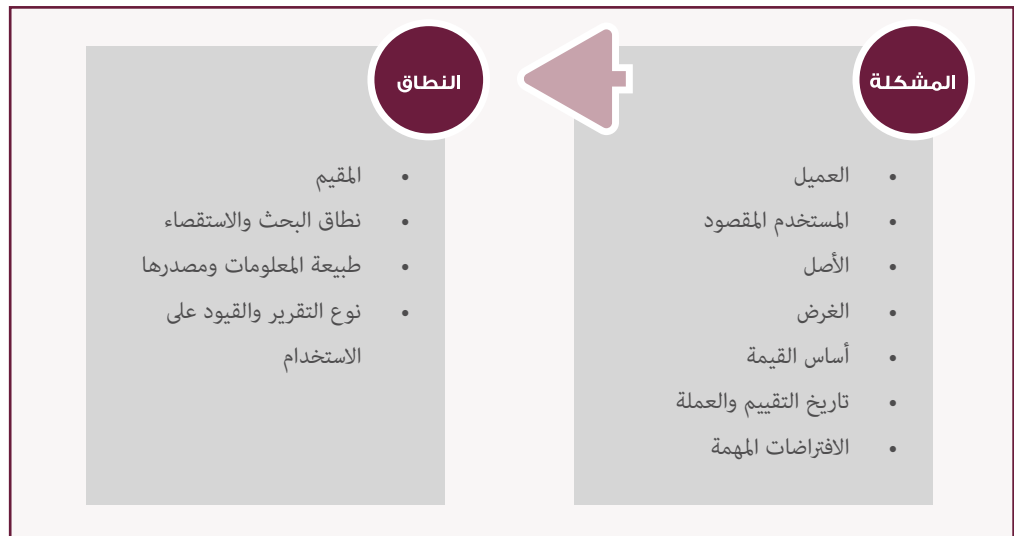 المشكلة
• العميل
• المستخدم المقصود
• الأصل
• الغرض
• أساس القيمة
• تاريخ التقييم والعملة
• الافتراضات المهمة
النطاق
• المقيم
• نطاق البحث والاستقصاء
• طبيعة المعلومات ومصدرها
• نوع التقرير والقيود على
الاستخدام